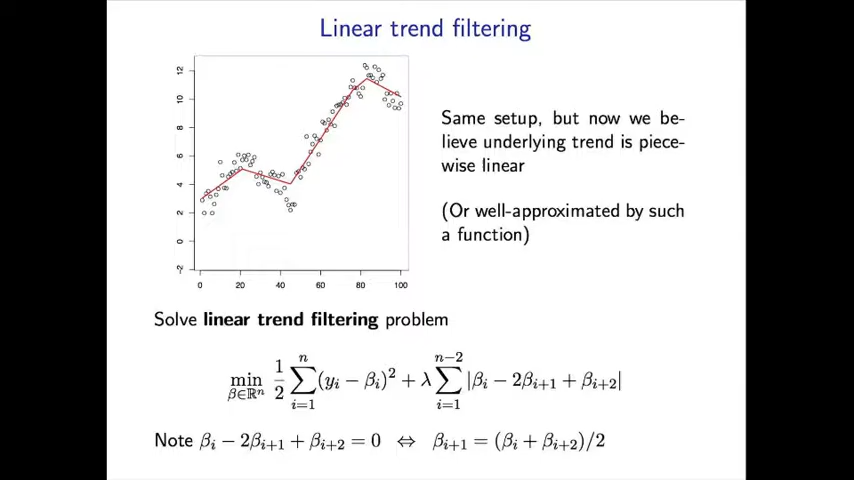 Linear trend filtering
12
10
8
6
4
2
0
−2
0 20 40 60 80 100
Same setup, but now we be-
lieve underlying trend is piece-
wise linear
(Or well-approximated by such
a function)
Solve linear trend filtering problem
min_{β∈ℝⁿ} 1/2 ∑_{i=1}^{n} (y_i − β_i)² + λ ∑_{i=1}^{n−2} |β_i − 2β_{i+1} + β_{i+2}|
Note β_i − 2β_{i+1} + β_{i+2} = 0 ⇔ β_{i+1} = (β_i + β_{i+2})/2